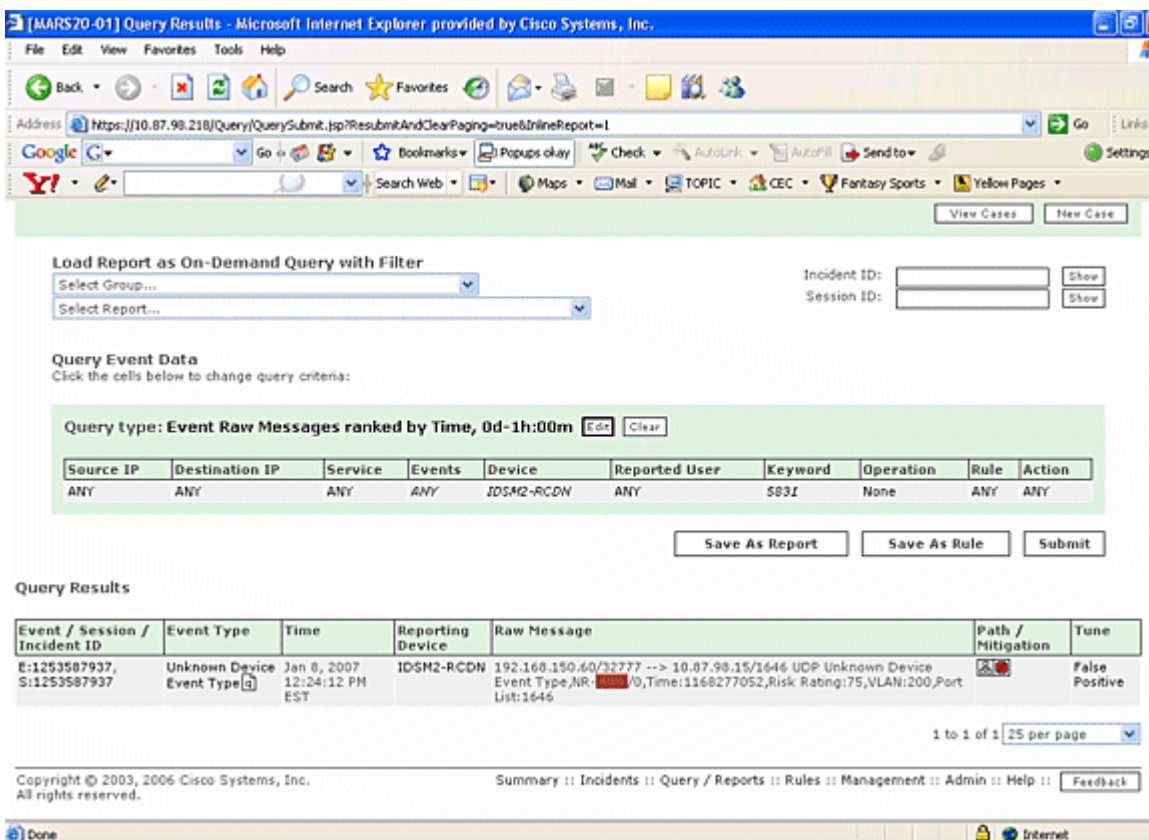 [MARS20-01] Query Results - Microsoft Internet Explorer provided by Cisco Systems, Inc.
File Edit View Favorites Tools Help
Back Search Favorites
Address https://10.87.98.218/Query/QuerySubmit.jsp?ResubmitAndClearPaging=true&InlineReport=1 Go Links
Google G Go Bookmarks Popups okay Check AutoLink AutoFill Send to Settings
Y! Search Web Maps Mail TOPIC CEC Fantasy Sports Yellow Pages
View Cases New Case
Load Report as On-Demand Query with Filter
Select Group...
Select Report...
Incident ID: Show
Session ID: Show
Query Event Data
Click the cells below to change query criteria:
Query type: Event Raw Messages ranked by Time, 0d-1h:00m Edit Clear
Source IP Destination IP Service Events Device Reported User Keyword Operation Rule Action
ANY ANY ANY ANY IDSM2-RCDN ANY 5831 None ANY ANY
Save As Report Save As Rule Submit
Query Results
Event / Session / Incident ID Event Type Time Reporting Device Raw Message Path / Mitigation Tune
E:1253587937, S:1253587937 Unknown Device Event Type q Jan 8, 2007 12:24:12 PM EST IDSM2-RCDN 192.168.150.60/32777 --> 10.87.98.15/1646 UDP Unknown Device
Event Type,NR- /0,Time:1168277052,Risk Rating:75,VLAN:200,Port
List:1646
False Positive
1 to 1 of 1 25 per page
Copyright © 2003, 2006 Cisco Systems, Inc.
All rights reserved.
Summary :: Incidents :: Query / Reports :: Rules :: Management :: Admin :: Help :: Feedback
Done Internet